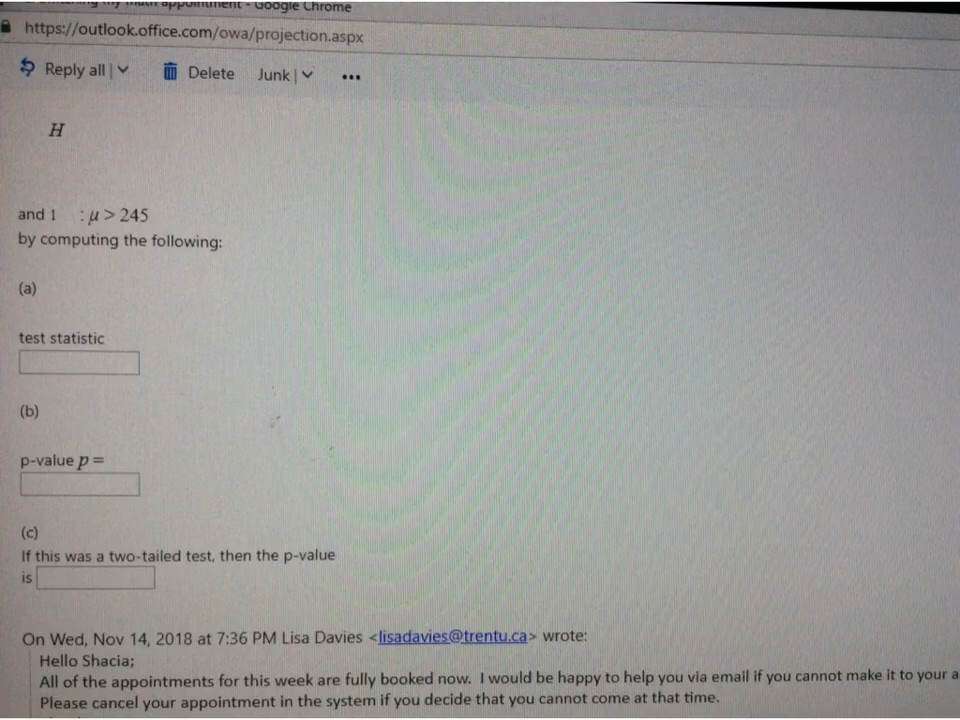 my math appointment - Google Chrome
https://outlook.office.com/owa/projection.aspx
Reply all | Delete Junk | ...
H
and 1 : μ > 245
by computing the following:
(a)
test statistic
(b)
p-value p =
(c)
If this was a two-tailed test, then the p-value
is
On Wed, Nov 14, 2018 at 7:36 PM Lisa Davies <lisadavies@trentu.ca> wrote:
Hello Shacia;
All of the appointments for this week are fully booked now. I would be happy to help you via email if you cannot make it to your a
Please cancel your appointment in the system if you decide that you cannot come at that time.